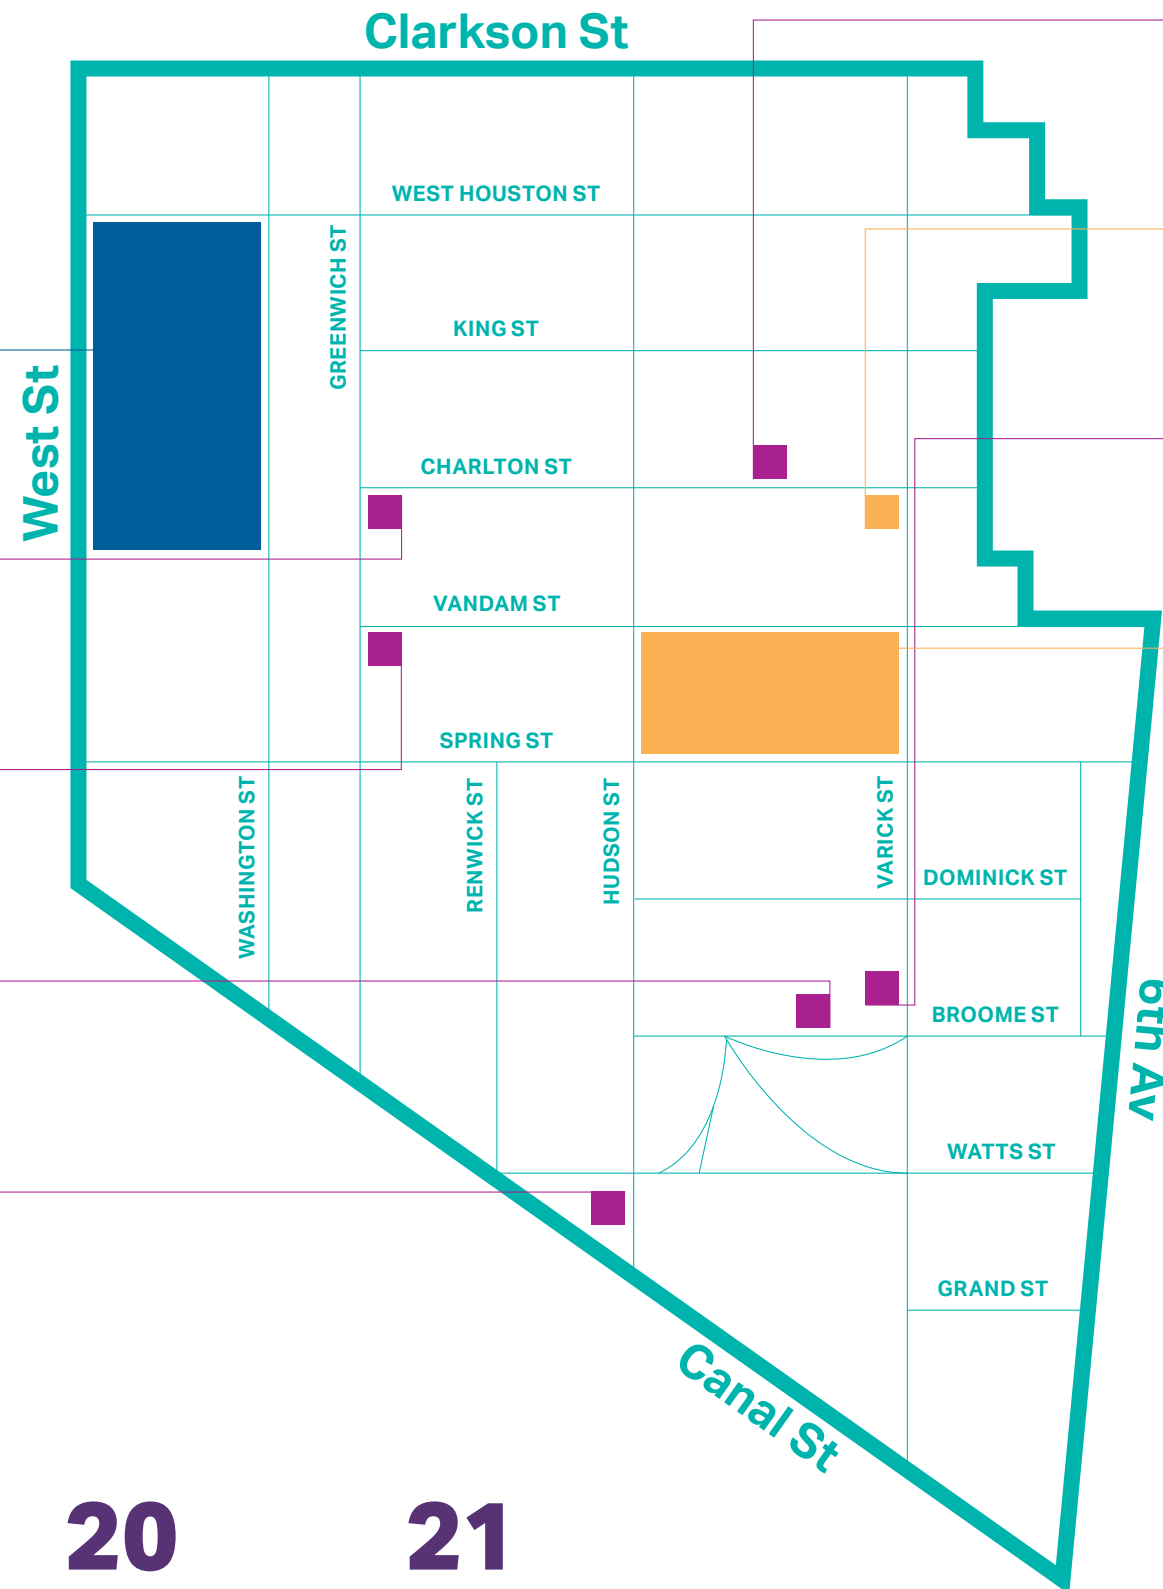 Clarkson St
WEST HOUSTON ST
GREENWICH ST
KING ST
West St
CHARLTON ST
VANDAM ST
SPRING ST
WASHINGTON ST
RENWICK ST
HUDSON ST
VARICK ST
DOMINICK ST
6th Av
BROOME ST
WATTS ST
GRAND ST
Canal St
20
21